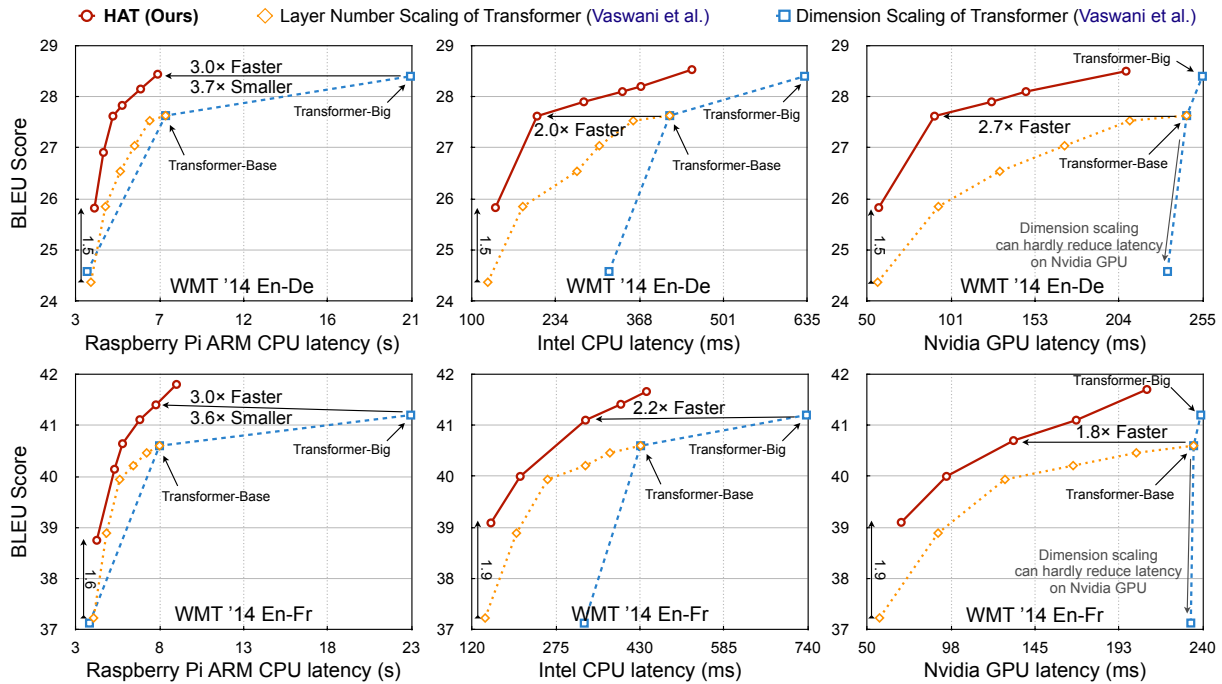 HAT (Ours)
Layer Number Scaling of Transformer (Vaswani et al.)
Dimension Scaling of Transformer (Vaswani et al.)
BLEU Score
29
28
27
26
25
24
3.0× Faster
3.7× Smaller
Transformer-Big
Transformer-Base
1.5
WMT ’14 En-De
3
7
12
16
21
Raspberry Pi ARM CPU latency (s)
29
28
27
26
25
24
2.0× Faster
Transformer-Big
Transformer-Base
1.5
WMT ’14 En-De
100
234
368
501
635
Intel CPU latency (ms)
29
28
27
26
25
24
Transformer-Big
2.7× Faster
Transformer-Base
Dimension scaling
can hardly reduce latency
on Nvidia GPU
1.5
WMT ’14 En-De
50
101
153
204
255
Nvidia GPU latency (ms)
BLEU Score
42
41
40
39
38
37
3.0× Faster
3.6× Smaller
Transformer-Big
Transformer-Base
1.6
WMT ’14 En-Fr
3
8
13
18
23
Raspberry Pi ARM CPU latency (s)
42
41
40
39
38
37
2.2× Faster
Transformer-Big
Transformer-Base
1.9
WMT ’14 En-Fr
120
275
430
585
740
Intel CPU latency (ms)
42
41
40
39
38
37
Transformer-Big
1.8× Faster
Transformer-Base
Dimension scaling
can hardly reduce latency
on Nvidia GPU
1.9
WMT ’14 En-Fr
50
98
145
193
240
Nvidia GPU latency (ms)